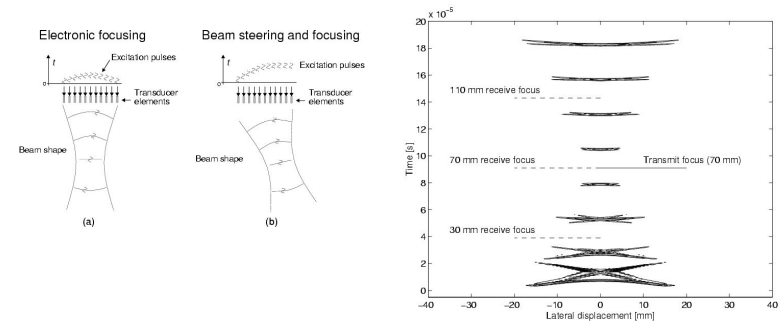 Electronic focusing
Excitation pulses
t
0
Transducer
elements
Beam shape
(a)
Beam steering and focusing
Excitation pulses
t
0
Transducer
elements
Beam shape
(b)
20 x 10⁻⁵
18
16
14
12
10
8
6
4
2
0
Time [s]
110 mm receive focus
70 mm receive focus
Transmit focus (70 mm)
30 mm receive focus
−40 −30 −20 −10 0 10 20 30 40
Lateral displacement [mm]